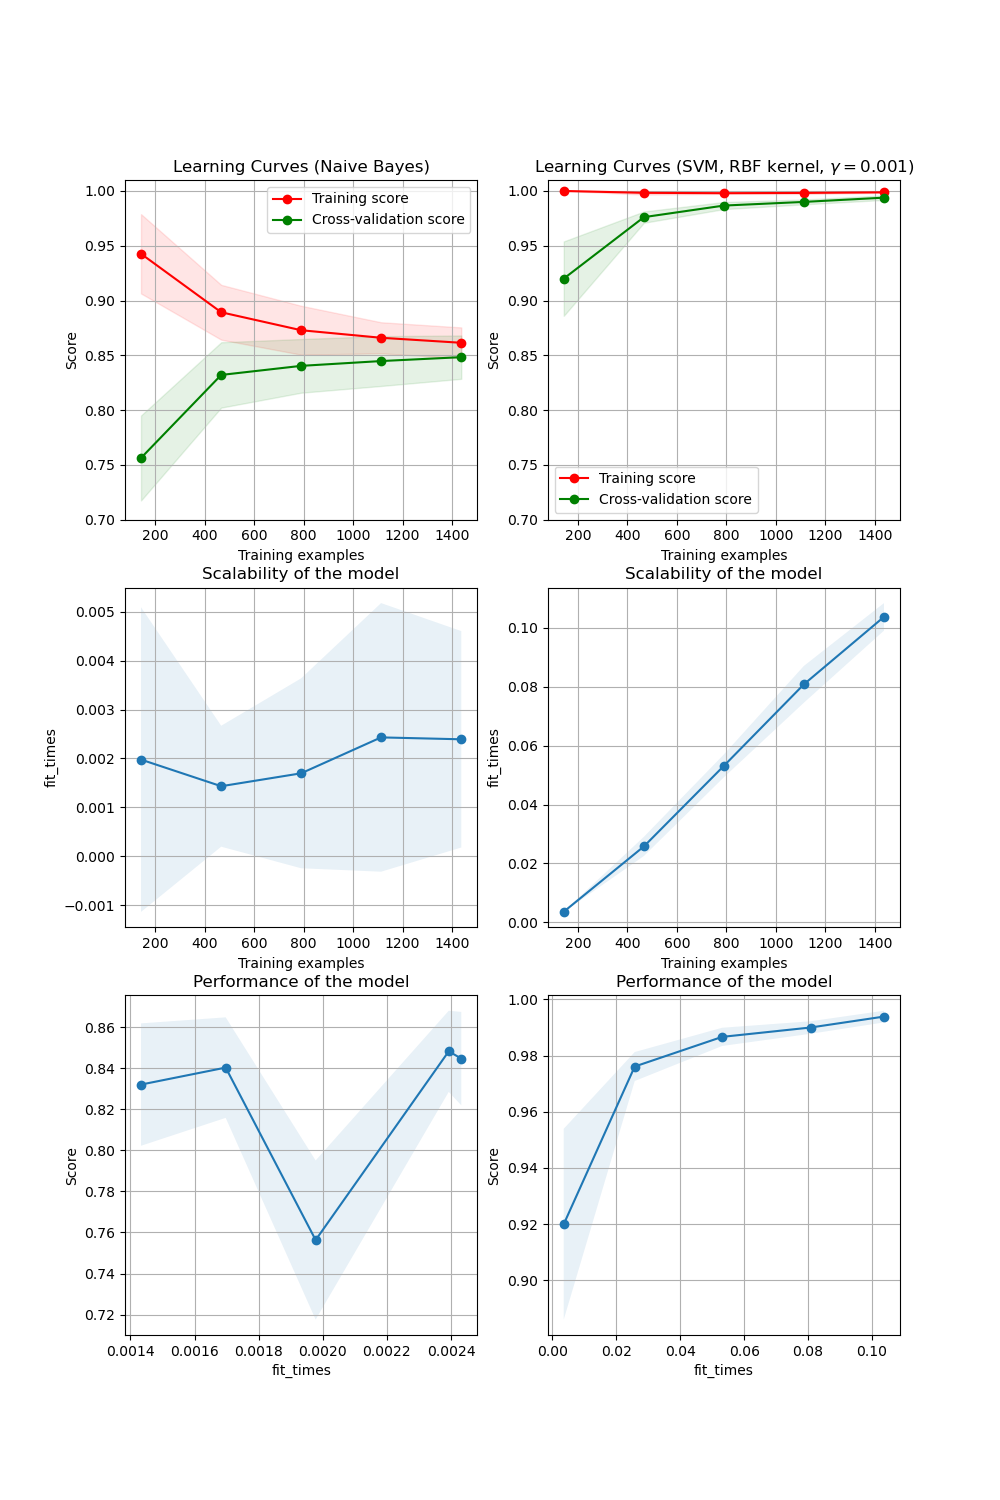 Learning Curves (Naive Bayes)
1.00
0.95
0.90
0.85
0.80
0.75
0.70
Score
Training score
Cross-validation score
200 400 600 800 1000 1200 1400
Training examples
Learning Curves (SVM, RBF kernel, γ = 0.001)
1.00
0.95
0.90
0.85
0.80
0.75
0.70
Score
Training score
Cross-validation score
200 400 600 800 1000 1200 1400
Training examples
Scalability of the model
0.005
0.004
0.003
0.002
0.001
0.000
−0.001
fit_times
200 400 600 800 1000 1200 1400
Training examples
Scalability of the model
0.10
0.08
0.06
0.04
0.02
0.00
fit_times
200 400 600 800 1000 1200 1400
Training examples
Performance of the model
0.86
0.84
0.82
0.80
0.78
0.76
0.74
0.72
Score
0.0014 0.0016 0.0018 0.0020 0.0022 0.0024
fit_times
Performance of the model
1.00
0.98
0.96
0.94
0.92
0.90
Score
0.00 0.02 0.04 0.06 0.08 0.10
fit_times